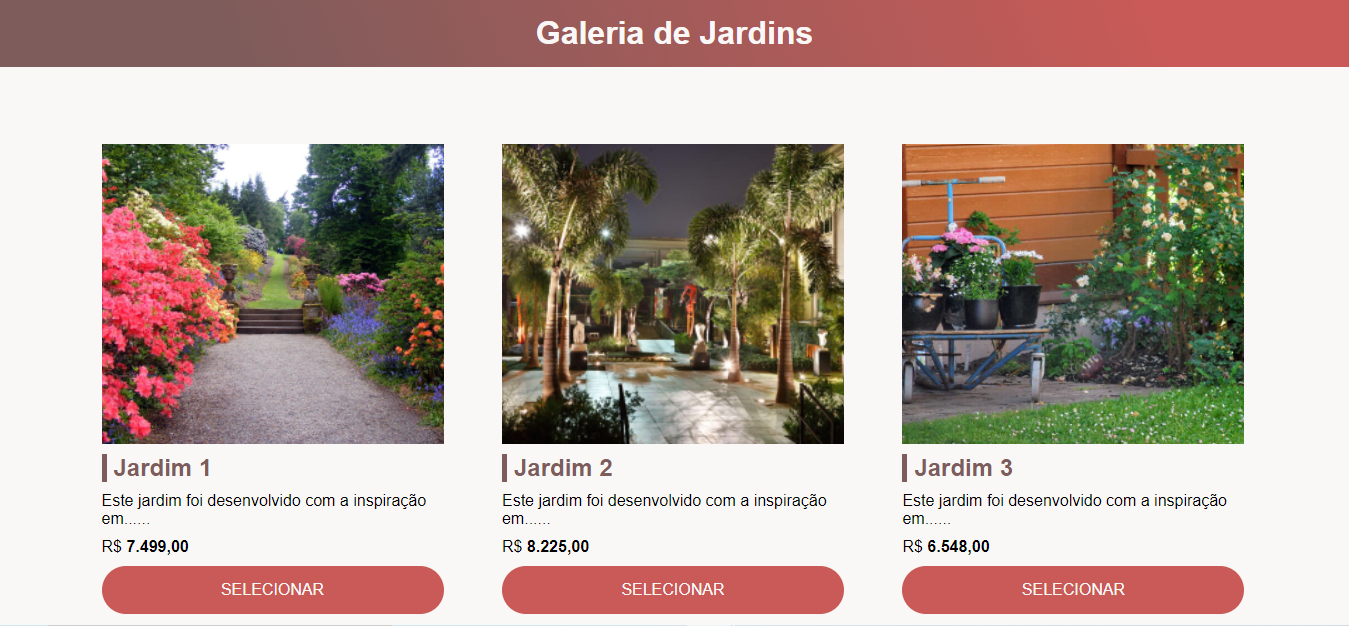 Galeria de Jardins
Jardim 1
Este jardim foi desenvolvido com a inspiração
em......
R$ 7.499,00
SELECIONAR
Jardim 2
Este jardim foi desenvolvido com a inspiração
em......
R$ 8.225,00
SELECIONAR
Jardim 3
Este jardim foi desenvolvido com a inspiração
em......
R$ 6.548,00
SELECIONAR